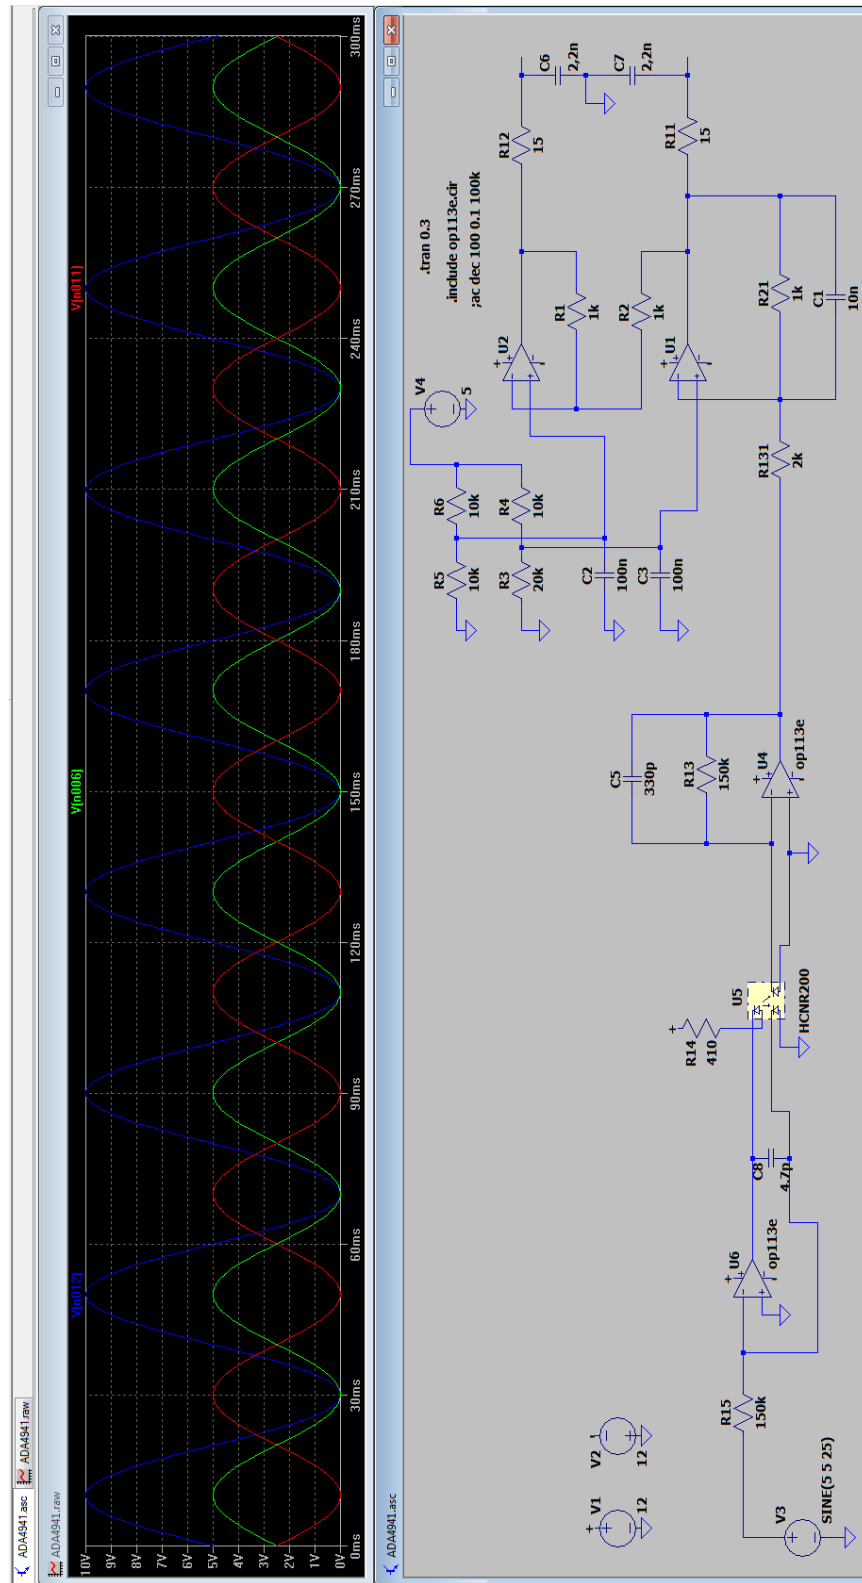 ADA4941.asc
ADA4941.raw
ADA4941.raw
V[n012]
V[n006]
V[n011]
10V
9V
8V
7V
6V
5V
4V
3V
2V
1V
0V
0ms
30ms
60ms
90ms
120ms
150ms
180ms
210ms
240ms
270ms
300ms
ADA4941.asc
V1
12
V2
12
V3
SINE(5 5 25)
R15
150k
U6
op113e
C8
4.7p
R14
410
U5
HCNR200
C5
330p
R13
150k
U4
op113e
R5
10k
R6
10k
R3
20k
R4
10k
C2
100n
C3
100n
V4
5
.tran 0.3
.include op113e.cir
;ac dec 100 0.1 100k
U2
R1
1k
R2
1k
U1
R131
2k
R21
1k
C1
10n
R12
15
R11
15
C6
2,2n
C7
2,2n